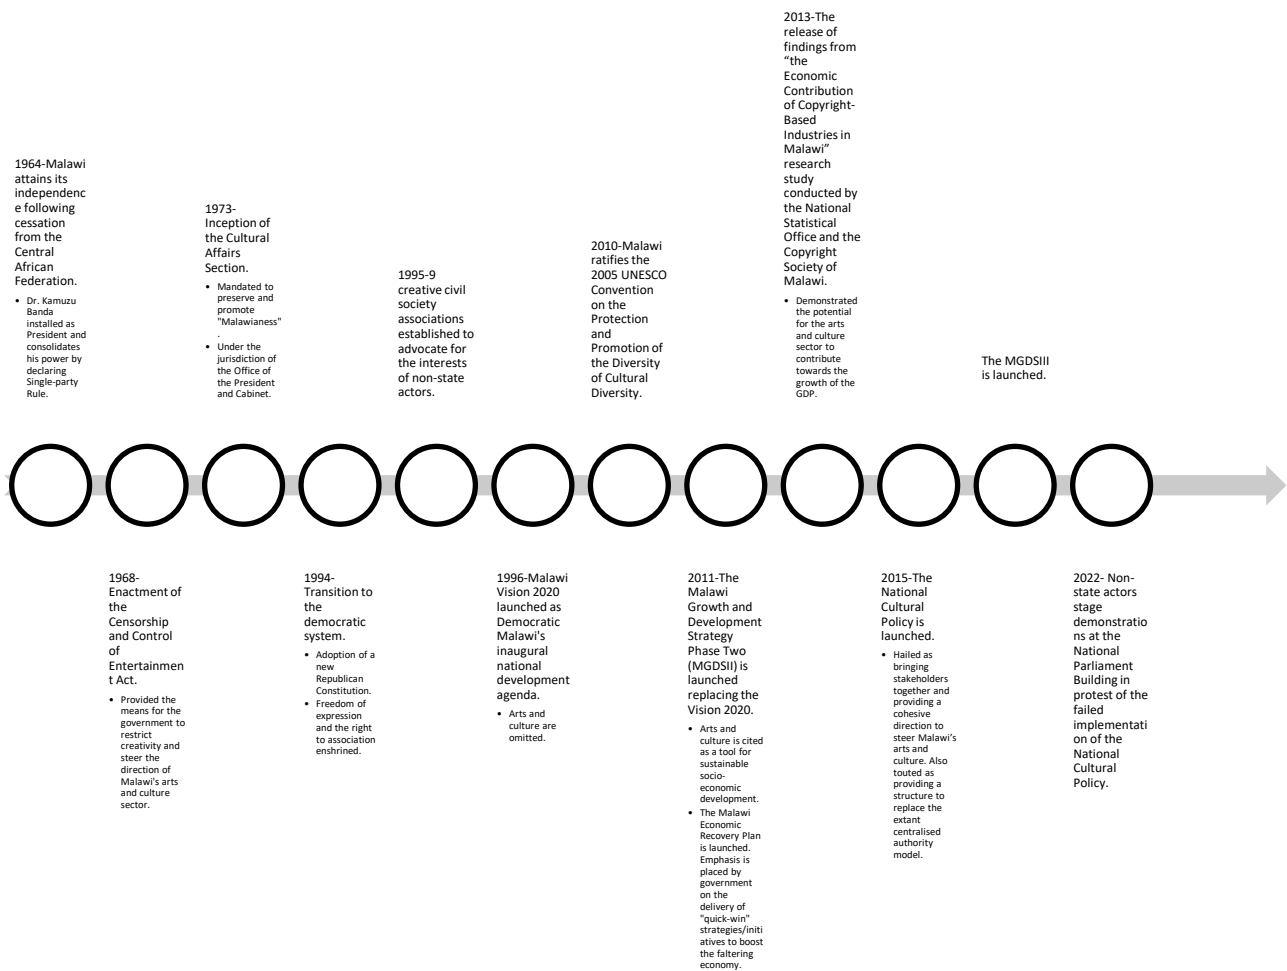 1964-Malawi
attains its
independenc
e following
cessation
from the
Central
African
Federation.
• Dr. Kamuzu
Banda
installed as
President and
consolidates
his power by
declaring
Single-party
Rule.
1968-
Enactment of
the
Censorship
and Control
of
Entertainmen
t Act.
• Provided the
means for the
government to
restrict
creativity and
steer the
direction of
Malawi's arts
and culture
sector.
1973-
Inception of
the Cultural
Affairs
Section.
• Mandated to
preserve and
promote
"Malawianess"
.
• Under the
jurisdiction of
the Office of
the President
and Cabinet.
1994-
Transition to
the
democratic
system.
• Adoption of a
new
Republican
Constitution.
• Freedom of
expression
and the right
to association
enshrined.
1995-9
creative civil
society
associations
established to
advocate for
the interests
of non-state
actors.
1996-Malawi
Vision 2020
launched as
Democratic
Malawi's
inaugural
national
development
agenda.
• Arts and
culture are
omitted.
2010-Malawi
ratifies the
2005 UNESCO
Convention
on the
Protection
and
Promotion of
the Diversity
of Cultural
Diversity.
2011-The
Malawi
Growth and
Development
Strategy
Phase Two
(MGDSII) is
launched
replacing the
Vision 2020.
• Arts and
culture is cited
as a tool for
sustainable
socio-
economic
development.
• The Malawi
Economic
Recovery Plan
is launched.
Emphasis is
placed by
government
on the
delivery of
"quick-win"
strategies/initi
atives to boost
the faltering
economy.
2013-The
release of
findings from
“the
Economic
Contribution
of Copyright-
Based
Industries in
Malawi”
research
study
conducted by
the National
Statistical
Office and the
Copyright
Society of
Malawi.
• Demonstrated
the potential
for the arts
and culture
sector to
contribute
towards the
growth of the
GDP.
2015-The
National
Cultural
Policy is
launched.
• Hailed as
bringing
stakeholders
together and
providing a
cohesive
direction to
steer Malawi’s
arts and
culture. Also
touted as
providing a
structure to
replace the
extant
centralised
authority
model.
The MGDSIII
is launched.
2022- Non-
state actors
stage
demonstratio
ns at the
National
Parliament
Building in
protest of the
failed
implementati
on of the
National
Cultural
Policy.